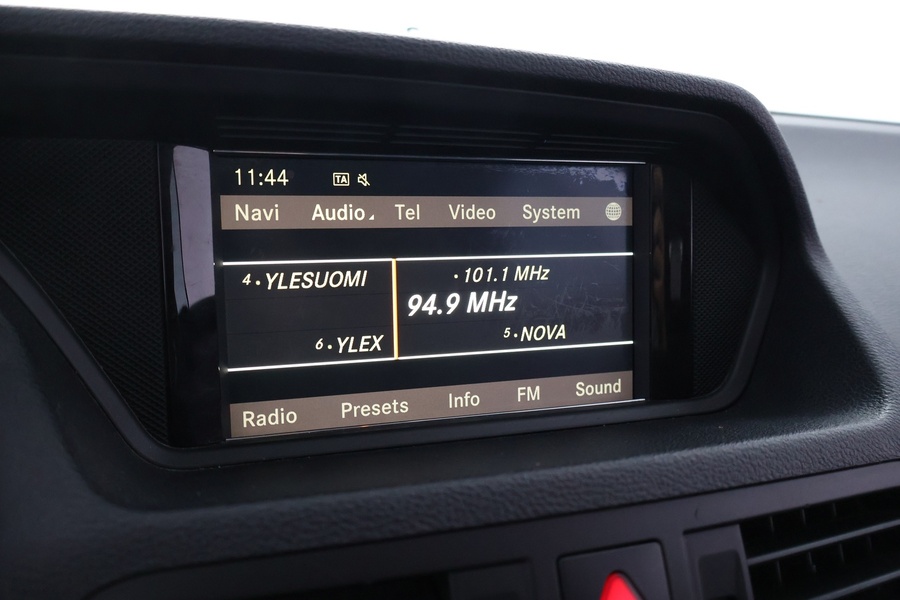 11:44 TA
Navi Audio Tel Video System
4·YLESUOMI ·101.1 MHz
94.9 MHz
6·YLEX 5·NOVA
Radio Presets Info FM Sound